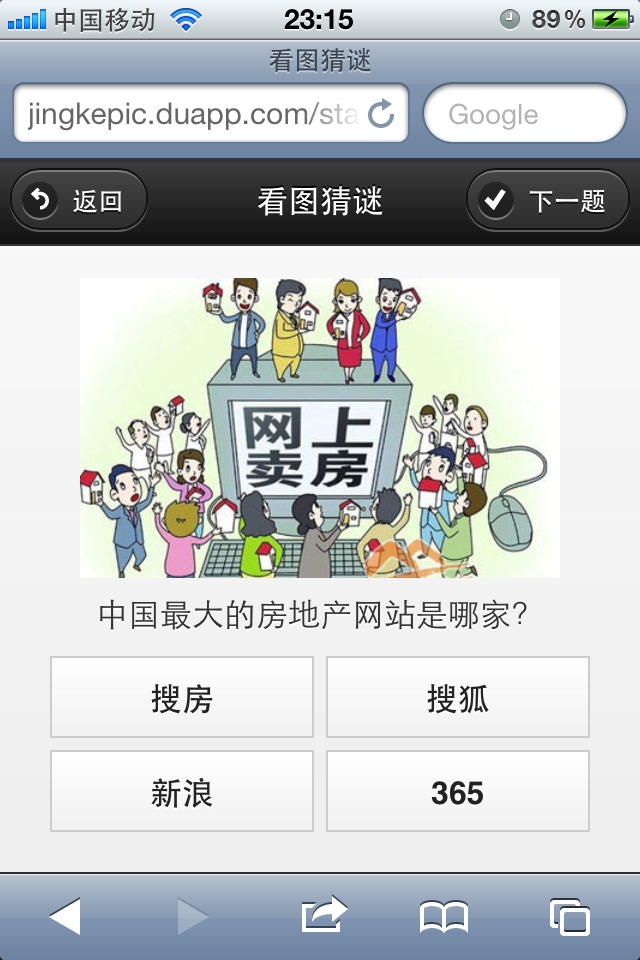 中国移动 23:15 89%
看图猜谜
jingkepic.duapp.com/sta Google
返回 看图猜谜 下一题
网上
卖房
中国最大的房地产网站是哪家?
搜房 搜狐
新浪 365